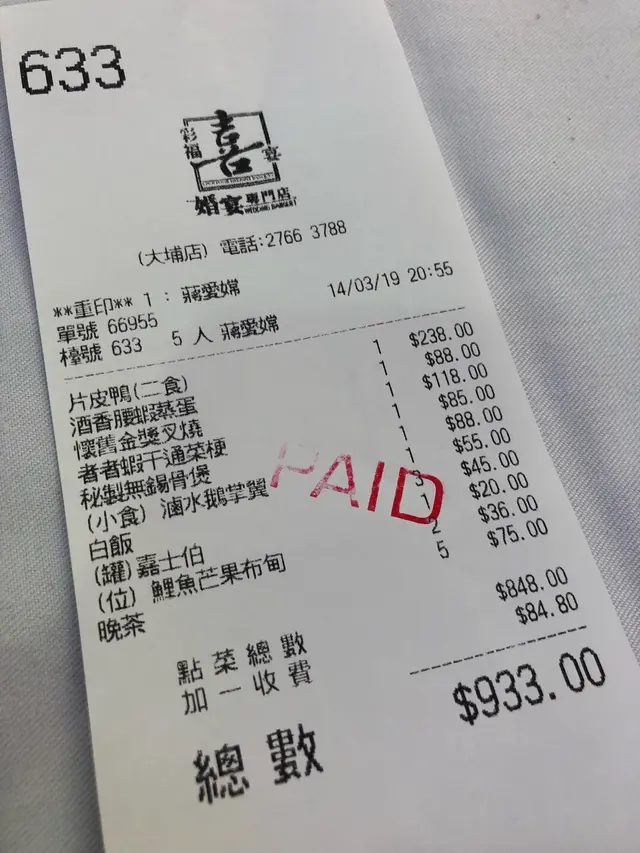 633
喜
彩福 宴
婚宴專門店
WEDDING BANQUET
(大埔店) 電話:2766 3788
**重印** 1 : 蔣愛嫦 14/03/19 20:55
單號 66955
檯號 633 5 人 蔣愛嫦
片皮鴨(二食) 1 $238.00
酒香腰蝦蒸蛋 1 $88.00
懷舊金獎叉燒 1 $118.00
者者蝦干通菜梗 1 $85.00
秘製無錫骨煲 1 $88.00
(小食) 滷水鵝掌翼 1 $55.00
白飯 3 $45.00
(罐)嘉士伯 1 $20.00
(位) 鯉魚芒果布甸 2 $36.00
晚茶 5 $75.00
PAID
點菜總數 $848.00
加一收費 $84.80
總數 $933.00